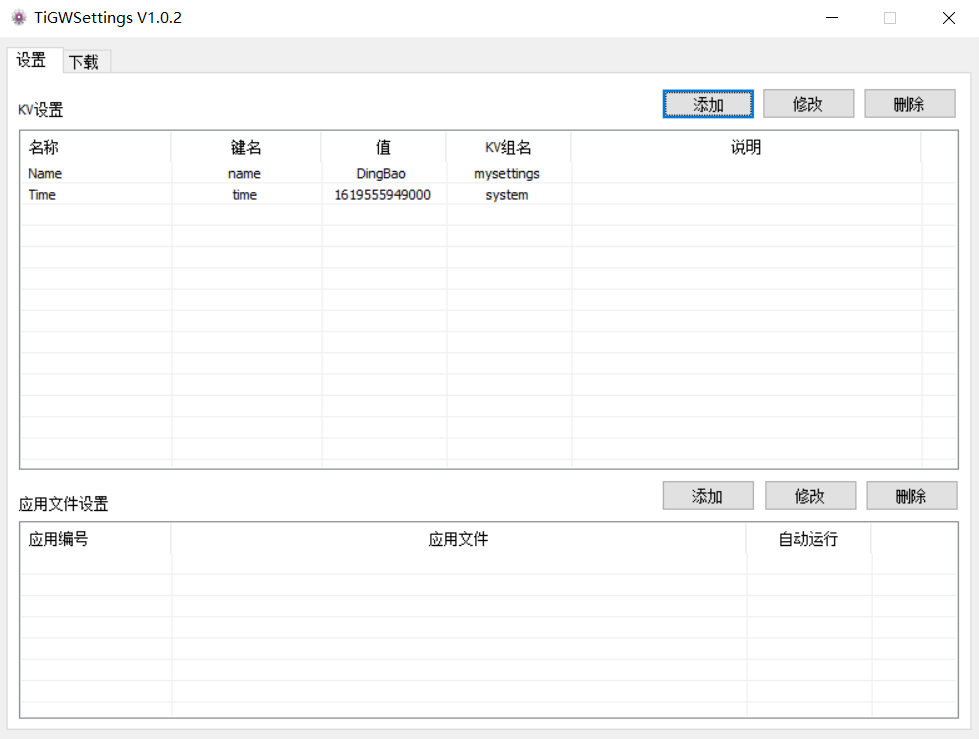 TiGWSettings V1.0.2
设置 下载
KV设置 添加 修改 删除
名称 键名 值 KV组名 说明
Name name DingBao mysettings
Time time 1619555949000 system
应用文件设置 添加 修改 删除
应用编号 应用文件 自动运行